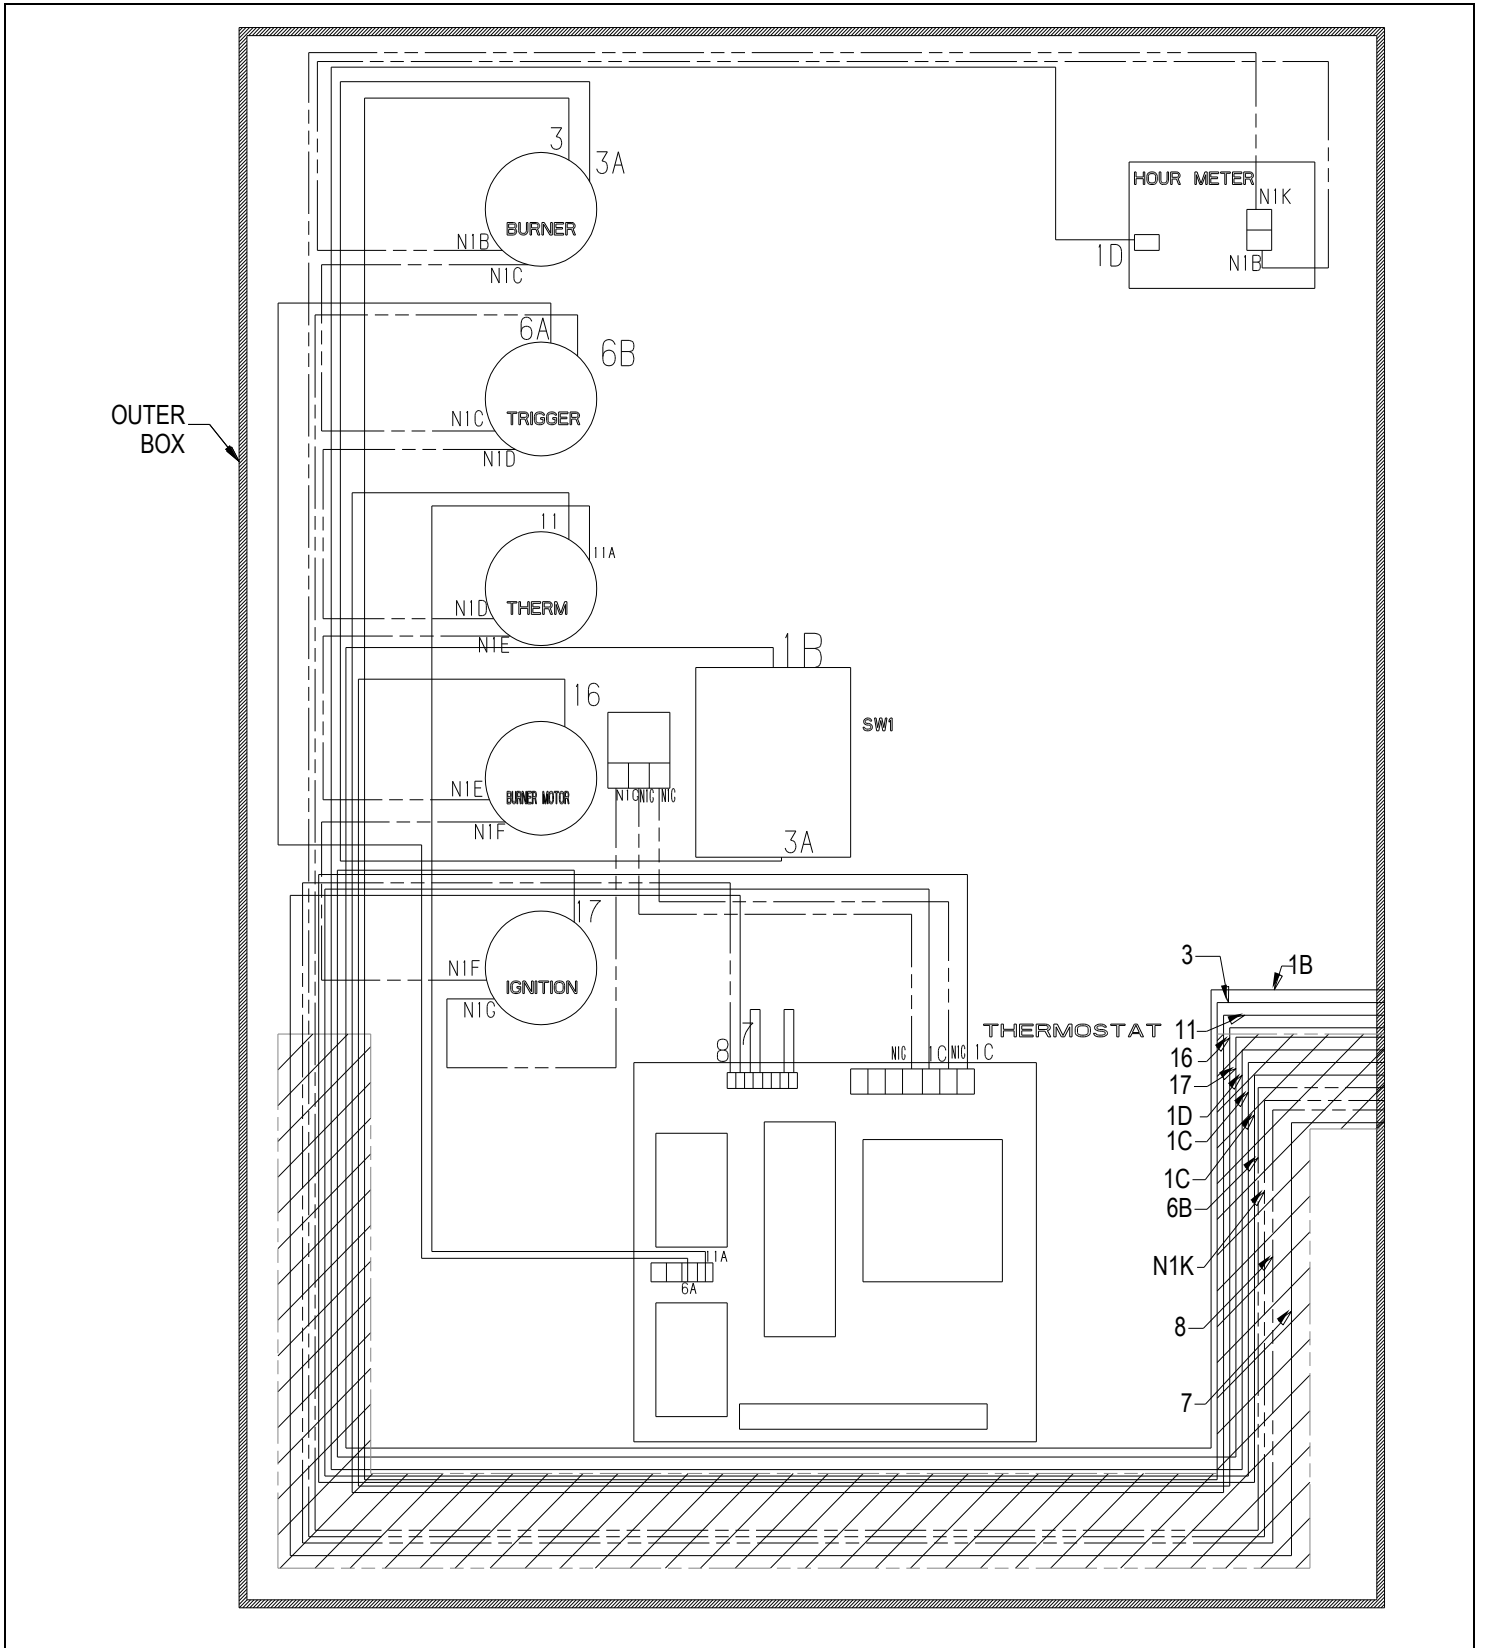 3
3A
HOUR METER
N1K
BURNER
N1B
1D
N1B
N1C
6A
6B
OUTER
BOX
N1C
TRIGGER
N1D
11
11A
N1D
THERM
N1E
1B
16
SW1
N1E
BURNER MOTOR
N1G
N1C
N1C
N1F
3A
17
3
1B
N1F
IGNITION
N1G
THERMOSTAT
11
7
8
N1C
1C
N1C
1C
16
17
1D
1C
1C
6B
11A
N1K
6A
8
7